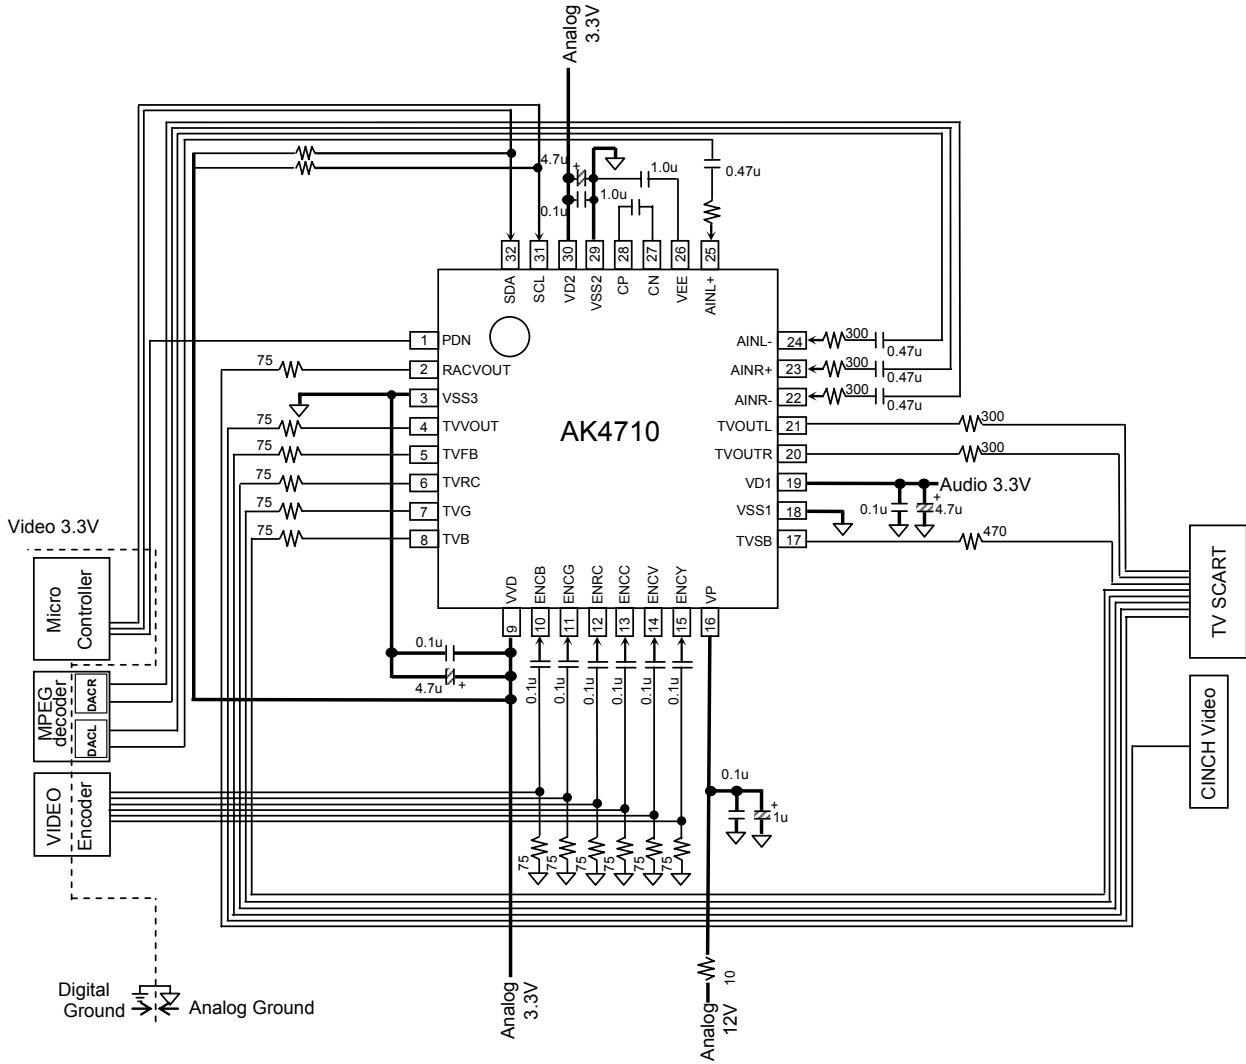 Analog
3.3V
4.7u
+
1.0u
0.47u
0.1u
1.0u
32
31
30
29
28
27
26
25
SDA
SCL
VD2
VSS2
CP
CN
VEE
AINL+
1
PDN
75
2
RACVOUT
3
VSS3
75
4
TVVOUT
75
5
TVFB
75
6
TVRC
75
7
TVG
75
8
TVB
AK4710
AINL-
24
300
0.47u
AINR+
23
300
0.47u
AINR-
22
300
0.47u
TVOUTL
21
300
TVOUTR
20
300
VD1
19
Audio 3.3V
0.1u
+
4.7u
VSS1
18
TVSB
17
470
VVD
ENCB
ENCG
ENRC
ENCC
ENCV
ENCY
VP
9
10
11
12
13
14
15
16
0.1u
4.7u
+
0.1u
0.1u
0.1u
0.1u
0.1u
0.1u
Video 3.3V
Micro
Controller
MPEG
decoder
DACR
DACL
VIDEO
Encoder
TV SCART
CINCH Video
0.1u
+
1u
75
75
75
75
75
75
10
Analog
3.3V
Analog
12V
Digital
Ground
Analog Ground